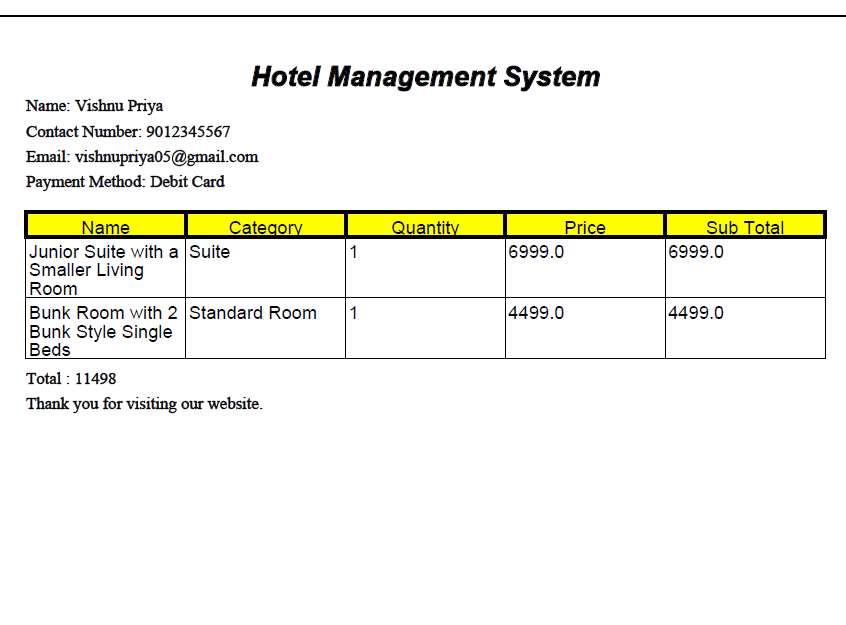 Hotel Management System
Name: Vishnu Priya
Contact Number: 9012345567
Email: vishnupriya05@gmail.com
Payment Method: Debit Card
Name Category Quantity Price Sub Total
Junior Suite with a Suite 1 6999.0 6999.0
Smaller Living
Room
Bunk Room with 2 Standard Room 1 4499.0 4499.0
Bunk Style Single
Beds
Total : 11498
Thank you for visiting our website.